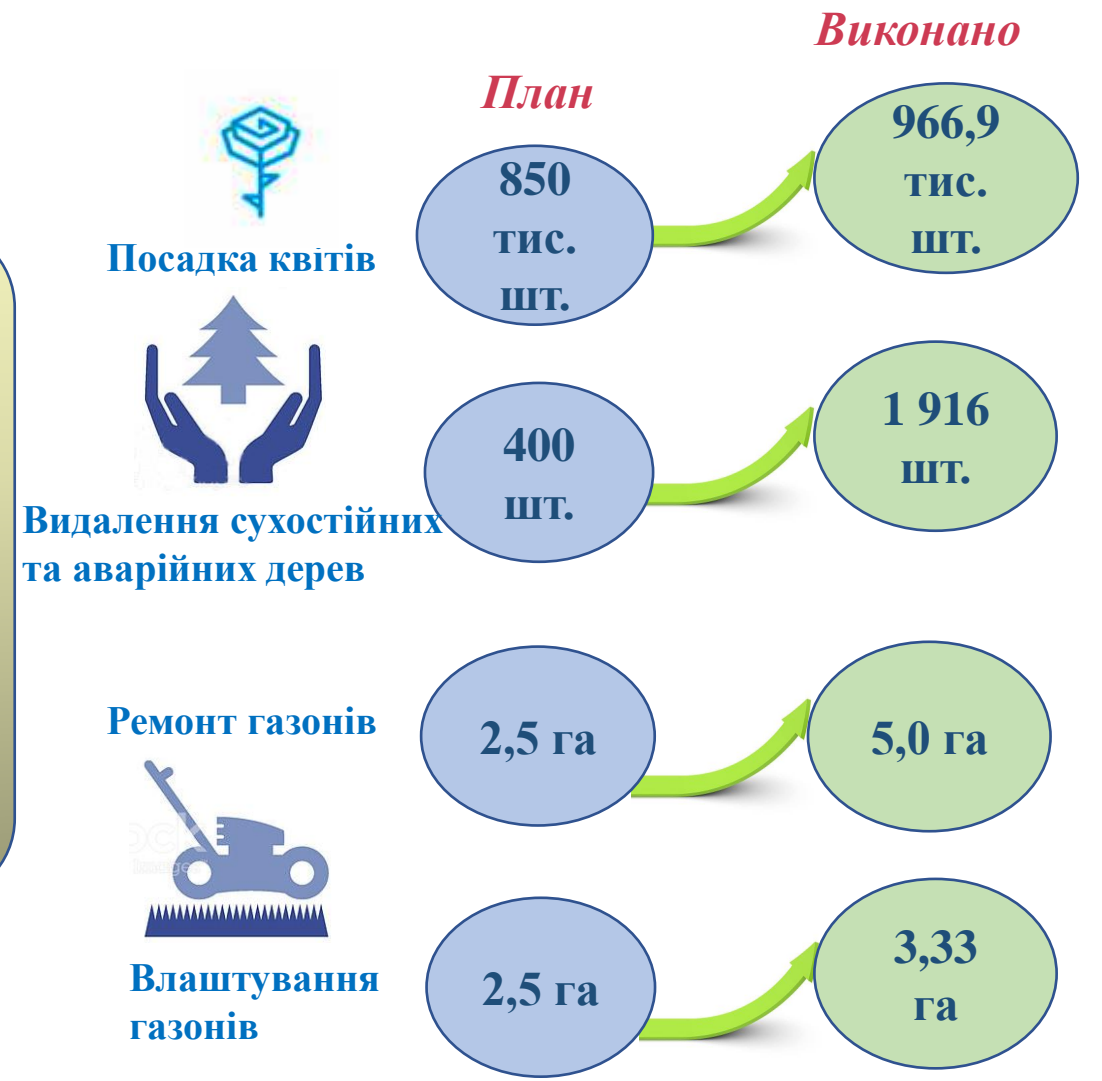 Виконано
План
850
тис.
шт.
966,9
тис.
шт.
Посадка квітів
400
шт.
1 916
шт.
Видалення сухостійних
та аварійних дерев
Ремонт газонів
2,5 га
5,0 га
Влаштування
газонів
2,5 га
3,33
га